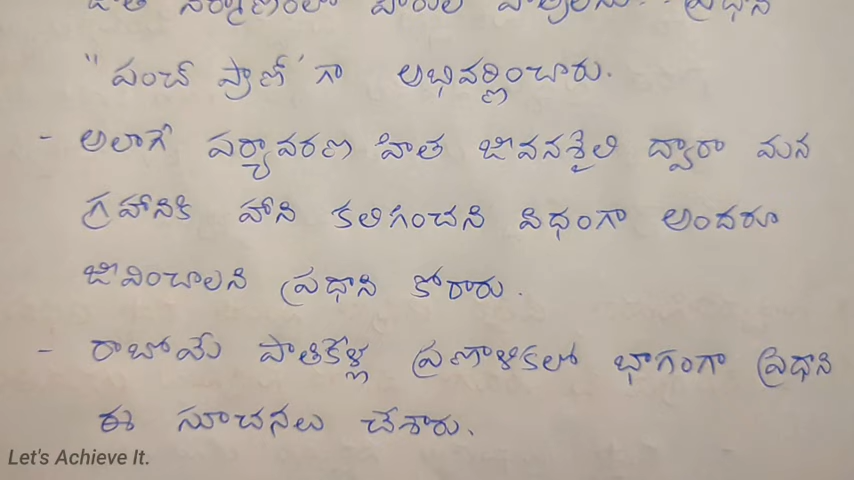 నిర్మాణంలో పౌరుల ప్రధాని
"పంచ్ ప్రాణ్'గా అభివర్ణించారు.
- అలాగే పర్యావరణ హిత జీవనశైలి ద్వారా మన
గ్రహానికి హాని కలిగించని విధంగా అందరూ
జీవించాలని ప్రధాని కోరారు.
- రాబోయే పాతికేళ్ల ప్రణాళికలో భాగంగా ప్రధాని
ఈ సూచనలు చేశారు.
Let's Achieve It.